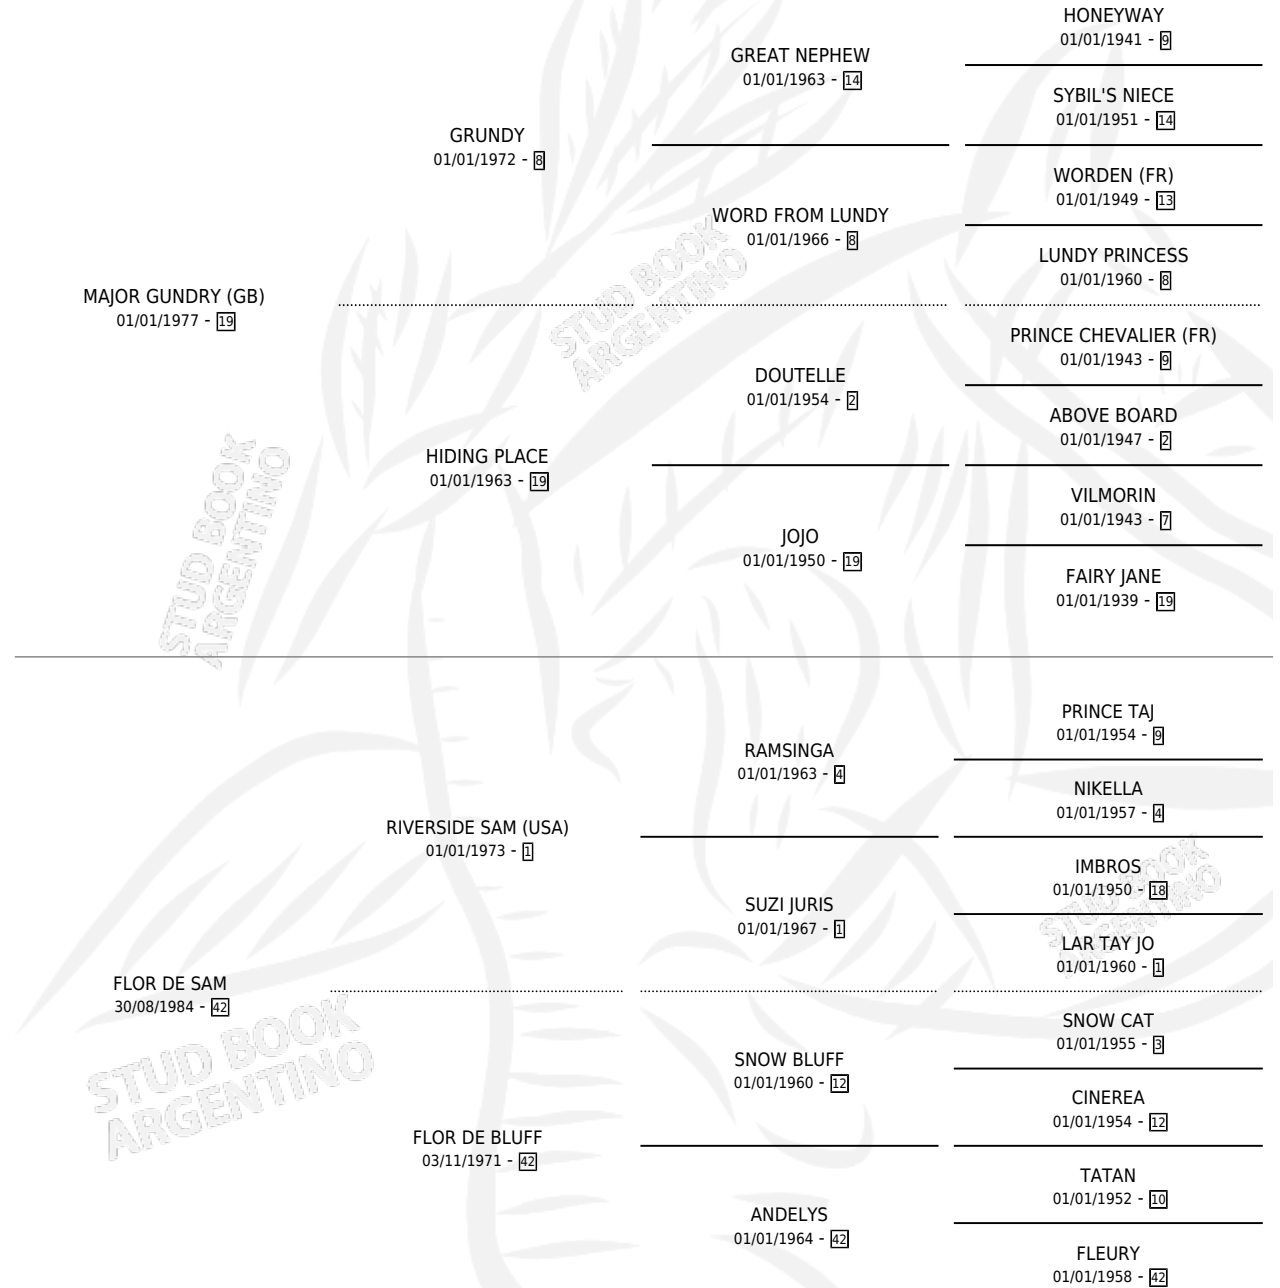 HONEYWAY
01/01/1941 - 9
GREAT NEPHEW
01/01/1963 - 14
SYBIL'S NIECE
01/01/1951 - 14
GRUNDY
01/01/1972 - 8
WORDEN (FR)
01/01/1949 - 13
WORD FROM LUNDY
01/01/1966 - 8
LUNDY PRINCESS
01/01/1960 - 8
MAJOR GUNDRY (GB)
01/01/1977 - 19
PRINCE CHEVALIER (FR)
01/01/1943 - 9
DOUTELLE
01/01/1954 - 2
ABOVE BOARD
01/01/1947 - 2
HIDING PLACE
01/01/1963 - 19
VILMORIN
01/01/1943 - 7
JOJO
01/01/1950 - 19
FAIRY JANE
01/01/1939 - 19
PRINCE TAJ
01/01/1954 - 9
RAMSINGA
01/01/1963 - 4
NIKELLA
01/01/1957 - 4
RIVERSIDE SAM (USA)
01/01/1973 - 1
IMBROS
01/01/1950 - 18
SUZI JURIS
01/01/1967 - 1
LAR TAY JO
01/01/1960 - 1
FLOR DE SAM
30/08/1984 - 42
SNOW CAT
01/01/1955 - 3
SNOW BLUFF
01/01/1960 - 12
CINEREA
01/01/1954 - 12
FLOR DE BLUFF
03/11/1971 - 42
TATAN
01/01/1952 - 10
ANDELYS
01/01/1964 - 42
FLEURY
01/01/1958 - 42
STUD BOOK
ARGENTINO
STUD BOOK
ARGENTINO
STUD BOOK
ARGENTINO
STUD BOOK
ARGENTINO